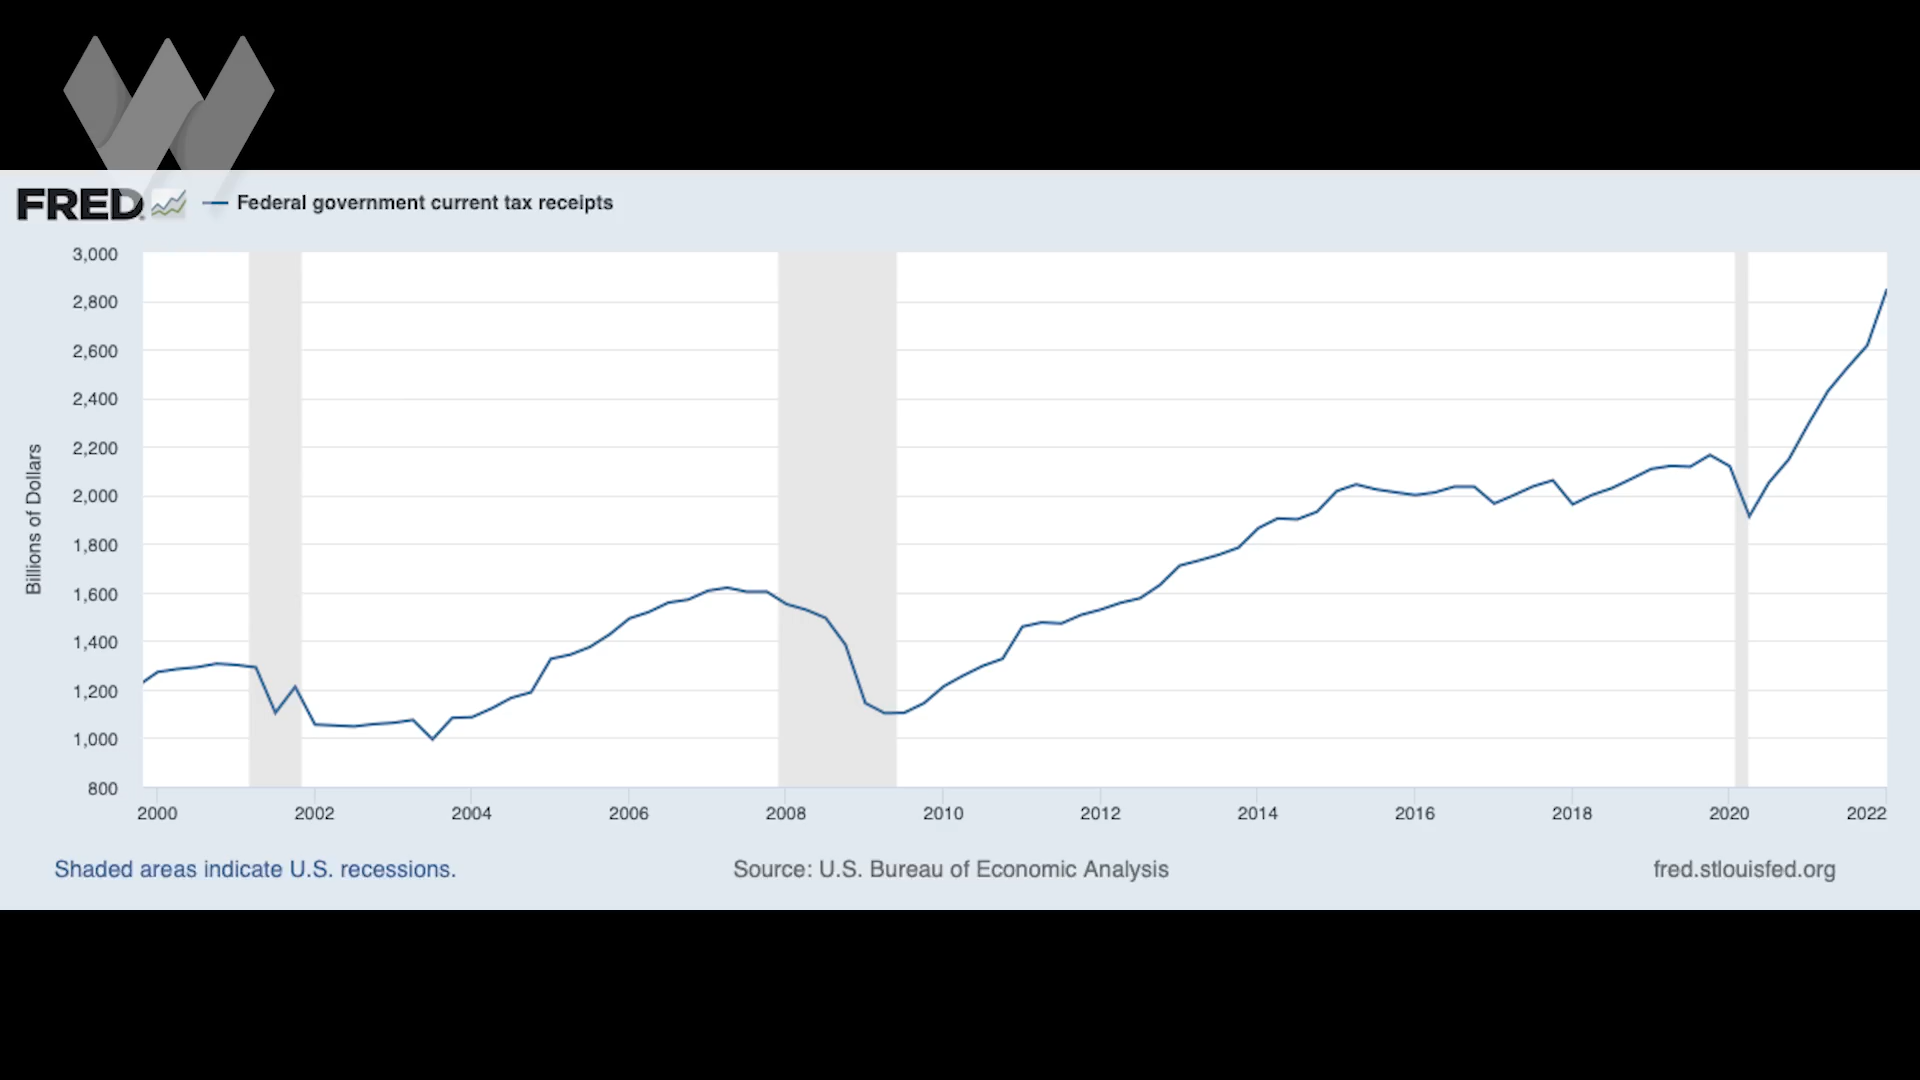 FRED
Federal government current tax receipts
3,000
2,800
2,600
2,400
2,200
2,000
1,800
1,600
1,400
1,200
1,000
800
Billions of Dollars
2000 2002 2004 2006 2008 2010 2012 2014 2016 2018 2020 2022
Shaded areas indicate U.S. recessions. Source: U.S. Bureau of Economic Analysis fred.stlouisfed.org